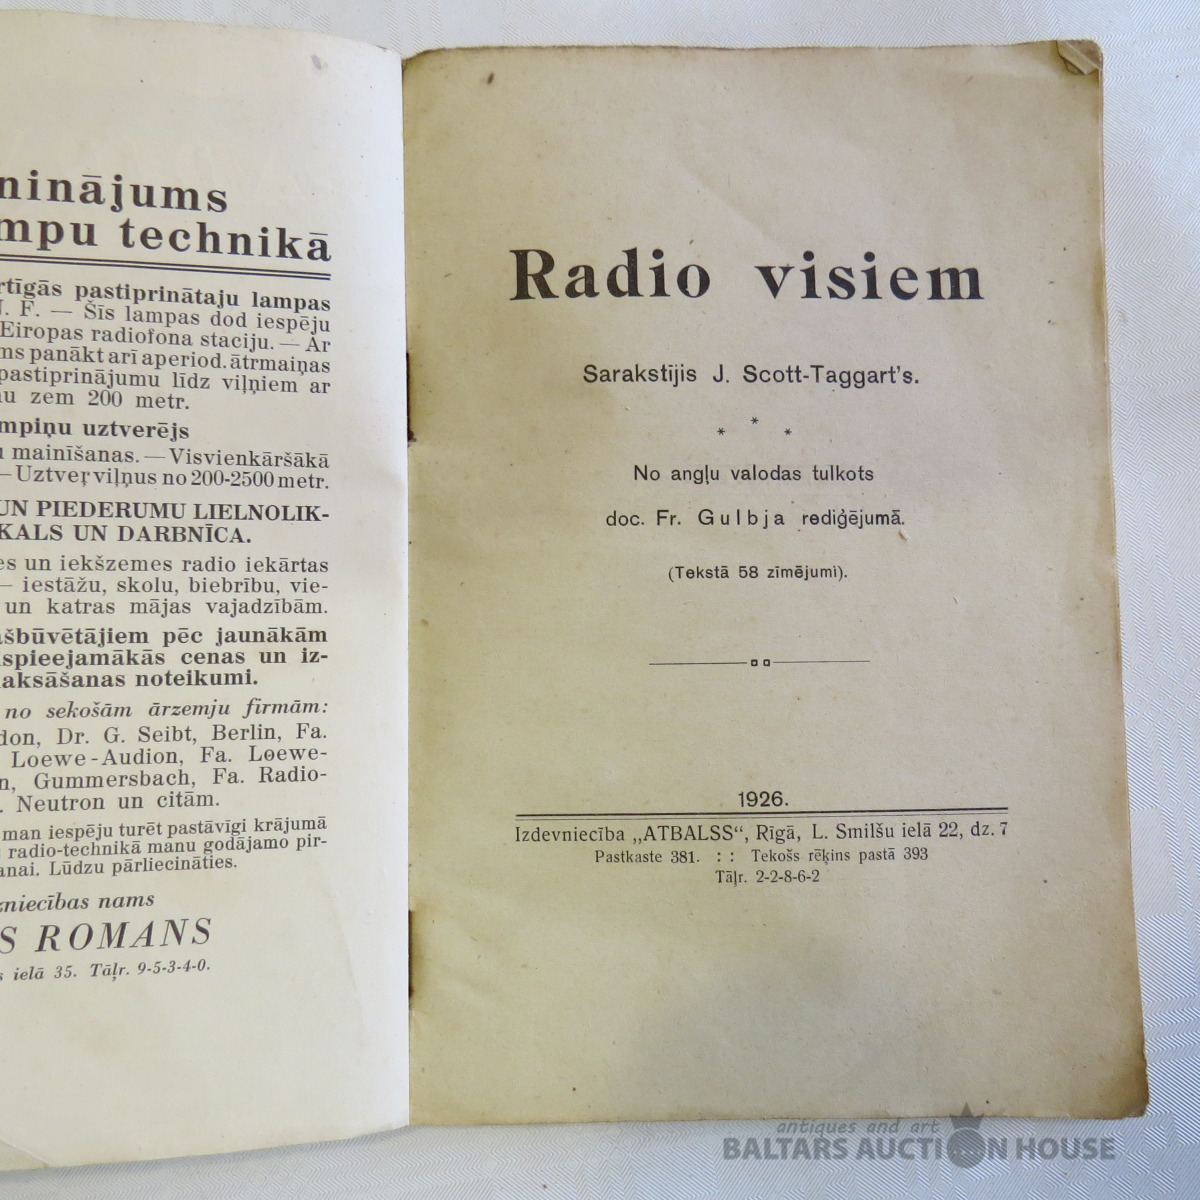 ninājums
mpu technikā
rtīgās pastiprinātaju lampas
J. F. — Šīs lampas dod iespēju
Eiropas radiofona staciju. — Ar
ms panākt arī aperiod. ātrmaiņas
pastiprinājumu līdz viļņiem ar
nu zem 200 metr.
mpiņu uztverējs
u mainīšanas. — Visvienkāršākā
— Uztver viļņus no 200-2500 metr.
UN PIEDERUMU LIELNOLIK-
KALS UN DARBNĪCA.
es un iekšzemes radio iekārtas
— iestāžu, skolu, biebrību, vie-
un katras mājas vajadzībām.
ašbūvētājiem pēc jaunākām
ispieejamākās cenas un iz-
aksāšanas noteikumi.
no sekošām ārzemju firmām:
don, Dr. G. Seibt, Berlin, Fa.
Loewe-Audion, Fa. Loewe-
n, Gummersbach, Fa. Radio-
. Neutron un citām.
man iespēju turēt pastāvīgi krājumā
radio-technikā manu godājamo pir-
anai. Lūdzu pārliecināties.
zniecības nams
S ROMANS
s ielā 35. Tāļr. 9-5-3-4-0.
Radio visiem
Sarakstījis J. Scott-Taggart's.
* * *
No angļu valodas tulkots
doc. Fr. Gulbja rediģējumā.
(Tekstā 58 zīmējumi).
1926.
Izdevniecība „ATBALSS“, Rīgā, L. Smilšu ielā 22, dz. 7
Pastkaste 381. : : Tekošs rēķins pastā 393
Tāļr. 2-2-8-6-2
antiques and art
BALTARS AUCTION HOUSE